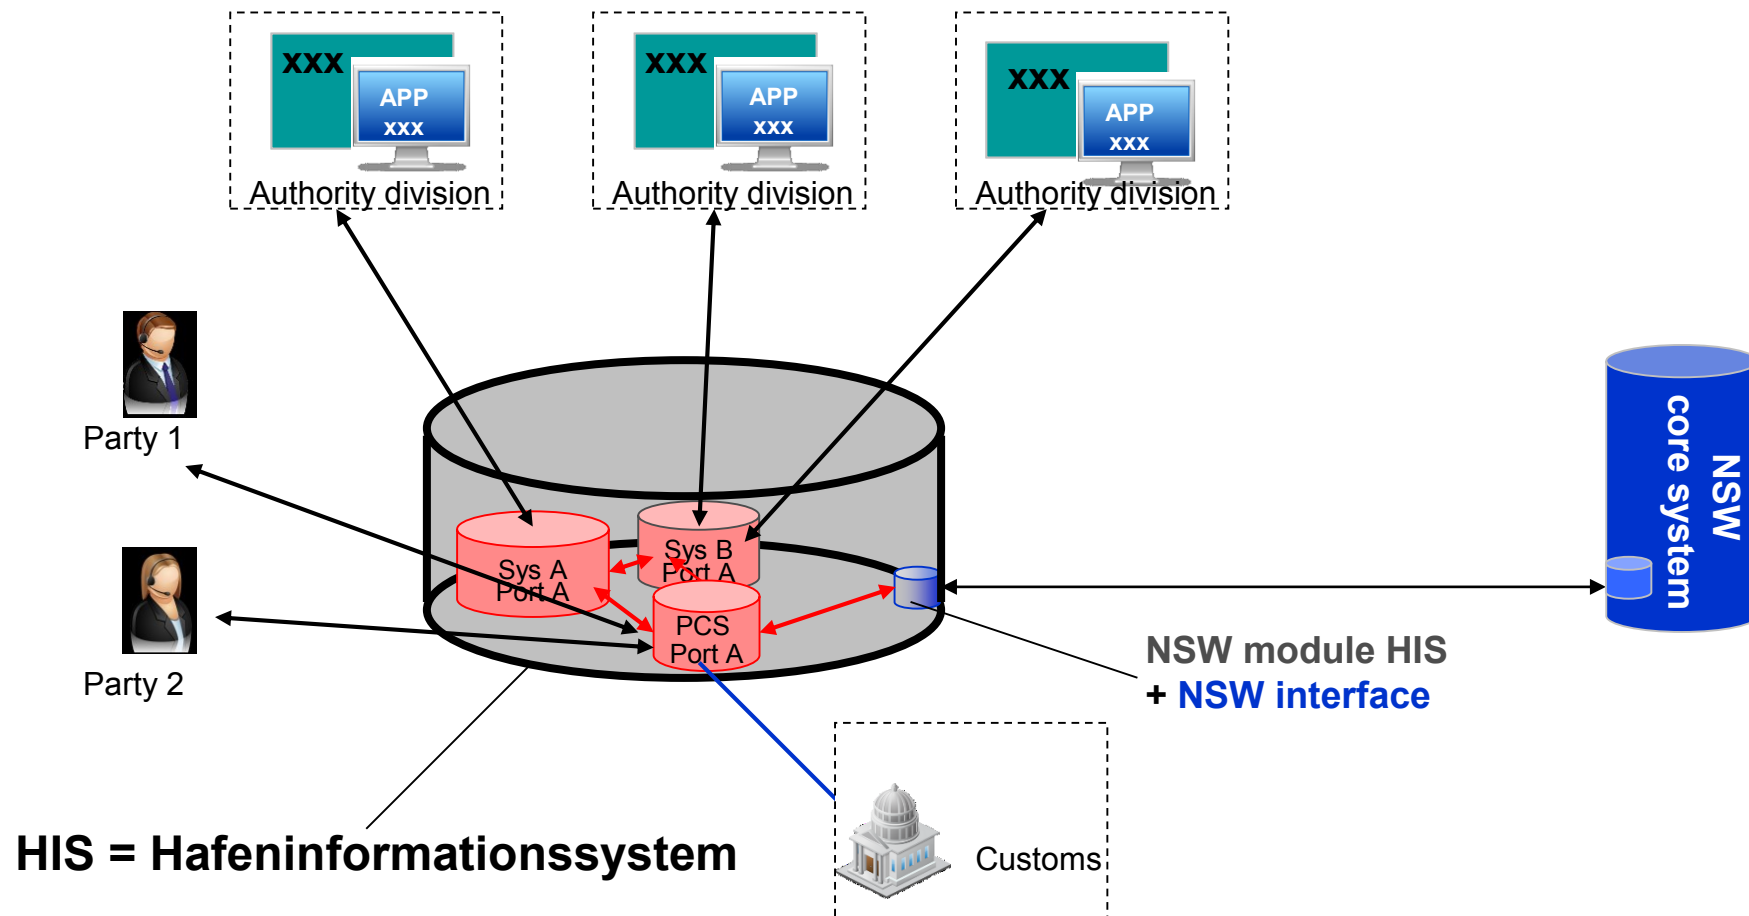 xxx
APP
xxx
Authority division
xxx
APP
xxx
Authority division
xxx
APP
xxx
Authority division
Party 1
Party 2
Sys A
Port A
Sys B
Port A
PCS
Port A
NSW
core system
NSW module HIS
+ NSW interface
HIS = Hafeninformationssystem
Customs